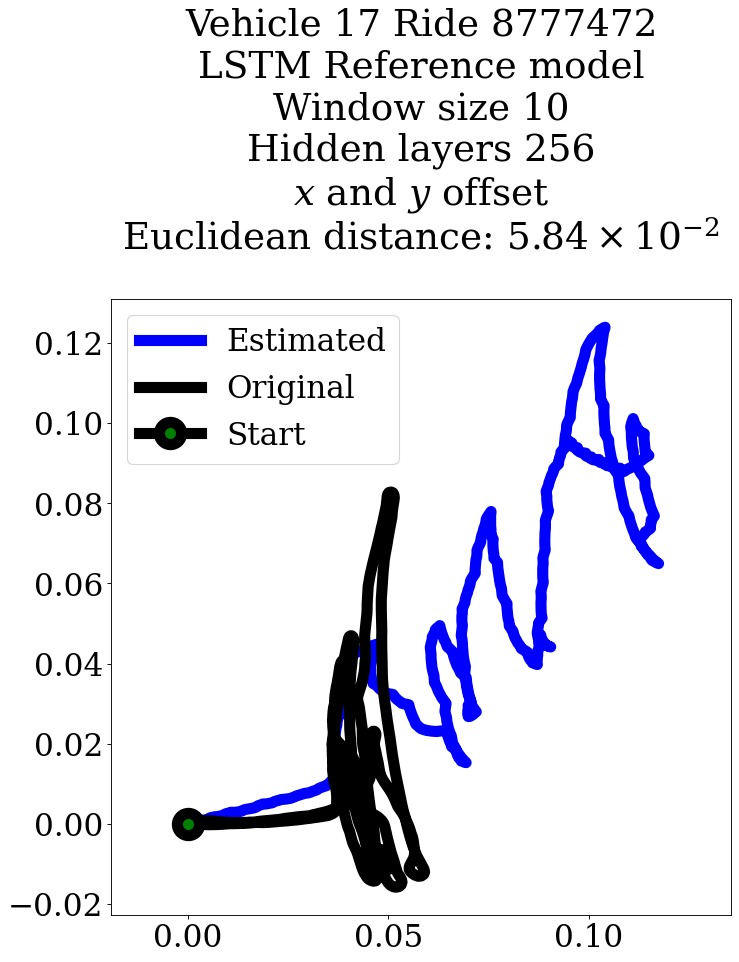 Vehicle 17 Ride 8777472
LSTM Reference model
Window size 10
Hidden layers 256
x and y offset
Euclidean distance: 5.84 × 10⁻²
Estimated
Original
Start
0.12
0.10
0.08
0.06
0.04
0.02
0.00
−0.02
0.00 0.05 0.10